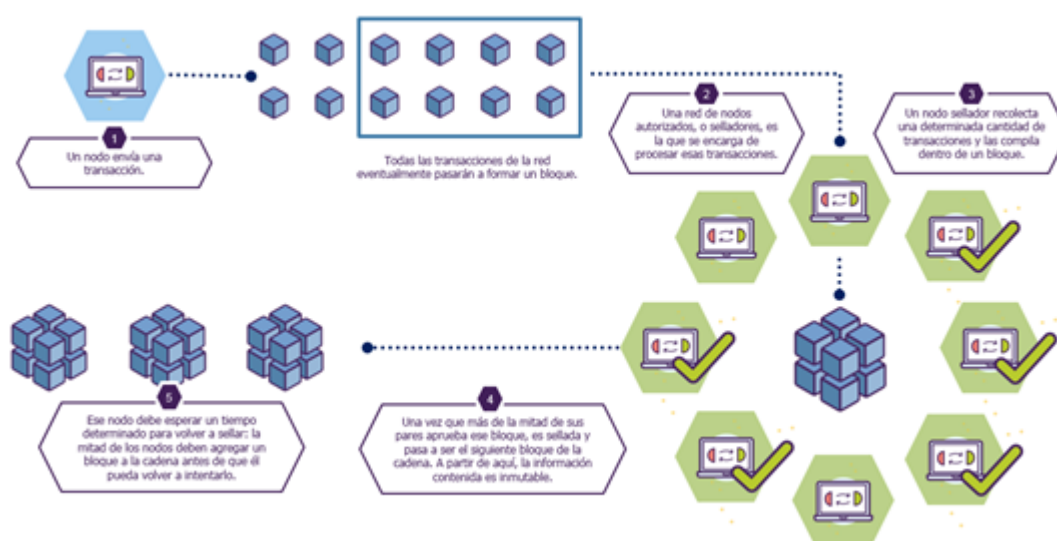 1
Un nodo envía una
transacción.
Todas las transacciones de la red
eventualmente pasarán a formar un bloque.
2
Una red de nodos
autorizados, o selladores, es
la que se encarga de
procesar esas transacciones.
3
Un nodo sellador recolecta
una determinada cantidad de
transacciones y las compila
dentro de un bloque.
4
Una vez que más de la mitad de sus
pares aprueba ese bloque, es sellada y
pasa a ser el siguiente bloque de la
cadena. A partir de aquí, la información
contenida es inmutable.
5
Ese nodo debe esperar un tiempo
determinado para volver a sellar: la
mitad de los nodos deben agregar un
bloque a la cadena antes de que él
pueda volver a intentarlo.